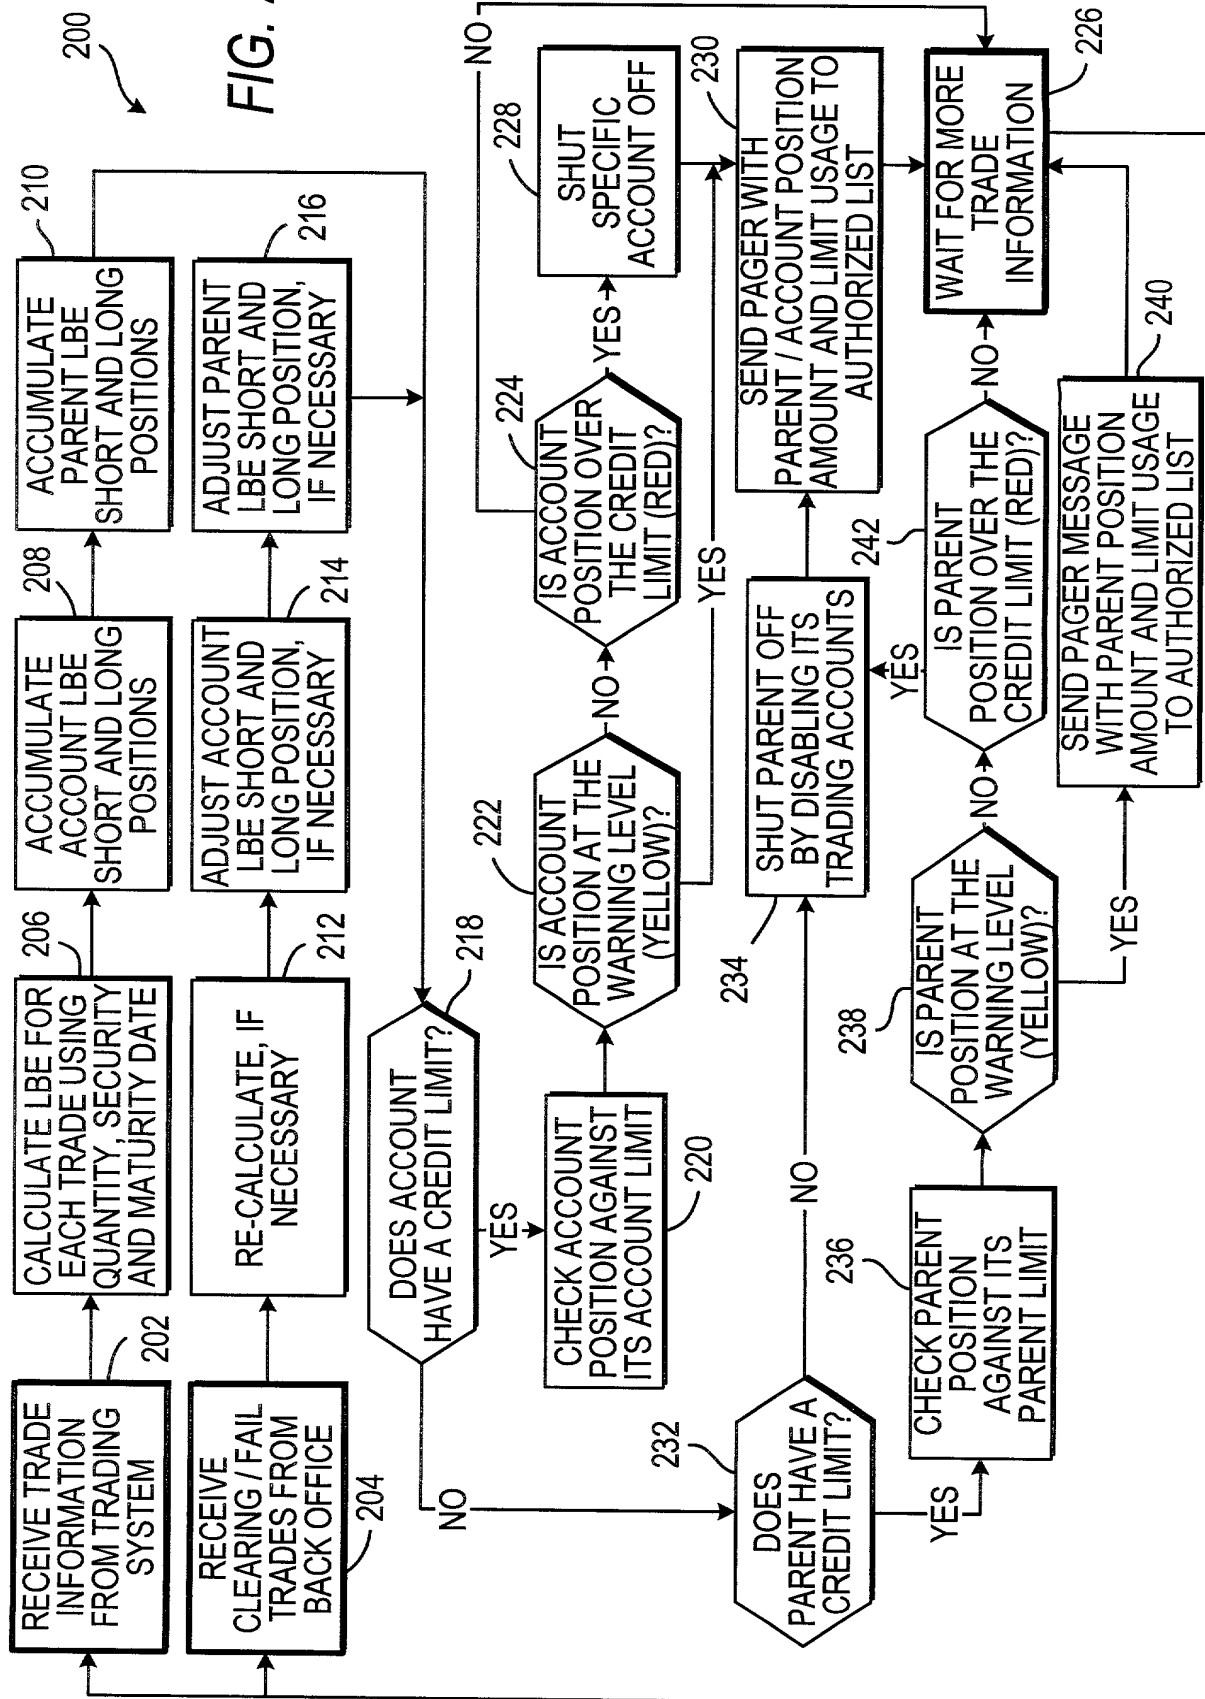 200
FIG.
RECEIVE TRADE
INFORMATION
FROM TRADING
SYSTEM
202
CALCULATE LBE FOR
EACH TRADE USING
QUANTITY, SECURITY
AND MATURITY DATE
206
ACCUMULATE
ACCOUNT LBE
SHORT AND LONG
POSITIONS
208
ACCUMULATE
PARENT LBE
SHORT AND LONG
POSITIONS
210
RECEIVE
CLEARING / FAIL
TRADES FROM
BACK OFFICE
204
RE-CALCULATE, IF
NECESSARY
212
ADJUST ACCOUNT
LBE SHORT AND
LONG POSITION,
IF NECESSARY
214
ADJUST PARENT
LBE SHORT AND
LONG POSITION,
IF NECESSARY
216
DOES ACCOUNT
HAVE A CREDIT LIMIT?
218
NO
YES
CHECK ACCOUNT
POSITION AGAINST
ITS ACCOUNT LIMIT
220
IS ACCOUNT
POSITION AT THE
WARNING LEVEL
(YELLOW)?
222
NO
YES
IS ACCOUNT
POSITION OVER
THE CREDIT
LIMIT (RED)?
224
YES
NO
SHUT
SPECIFIC
ACCOUNT OFF
228
SEND PAGER WITH
PARENT / ACCOUNT POSITION
AMOUNT AND LIMIT USAGE TO
AUTHORIZED LIST
230
DOES
PARENT HAVE A
CREDIT LIMIT?
232
NO
YES
SHUT PARENT OFF
BY DISABLING ITS
TRADING ACCOUNTS
234
CHECK PARENT
POSITION
AGAINST ITS
PARENT LIMIT
236
IS PARENT
POSITION AT THE
WARNING LEVEL
(YELLOW)?
238
NO
YES
IS PARENT
POSITION OVER THE
CREDIT LIMIT (RED)?
242
YES
NO
SEND PAGER MESSAGE
WITH PARENT POSITION
AMOUNT AND LIMIT USAGE
TO AUTHORIZED LIST
240
WAIT FOR MORE
TRADE
INFORMATION
226